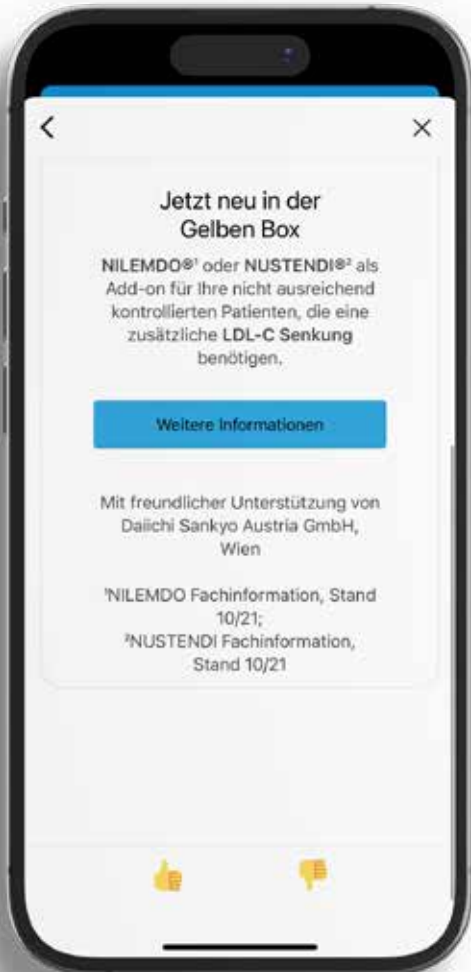 Jetzt neu in der
Gelben Box
NILEMDO®¹ oder NUSTENDI®² als
Add-on für Ihre nicht ausreichend
kontrollierten Patienten, die eine
zusätzliche LDL-C Senkung
benötigen.
Weitere Informationen
Mit freundlicher Unterstützung von
Daiichi Sankyo Austria GmbH,
Wien
¹NILEMDO Fachinformation, Stand
10/21;
²NUSTENDI Fachinformation,
Stand 10/21